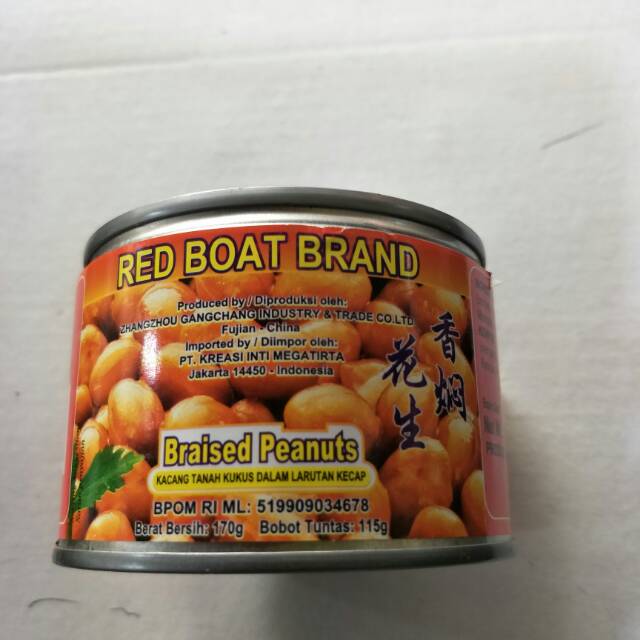 RED BOAT BRAND
Produced by / Diproduksi oleh:
ZHANGZHOU GANGCHANG INDUSTRY & TRADE CO.LTD
Fujian - China
Imported by / Diimpor oleh:
PT. KREASI INTI MEGATIRTA
Jakarta 14450 - Indonesia
香焖
花生
Braised Peanuts
KACANG TANAH KUKUS DALAM LARUTAN KECAP
BPOM RI ML: 519909034678
Berat Bersih: 170g Bobot Tuntas: 115g